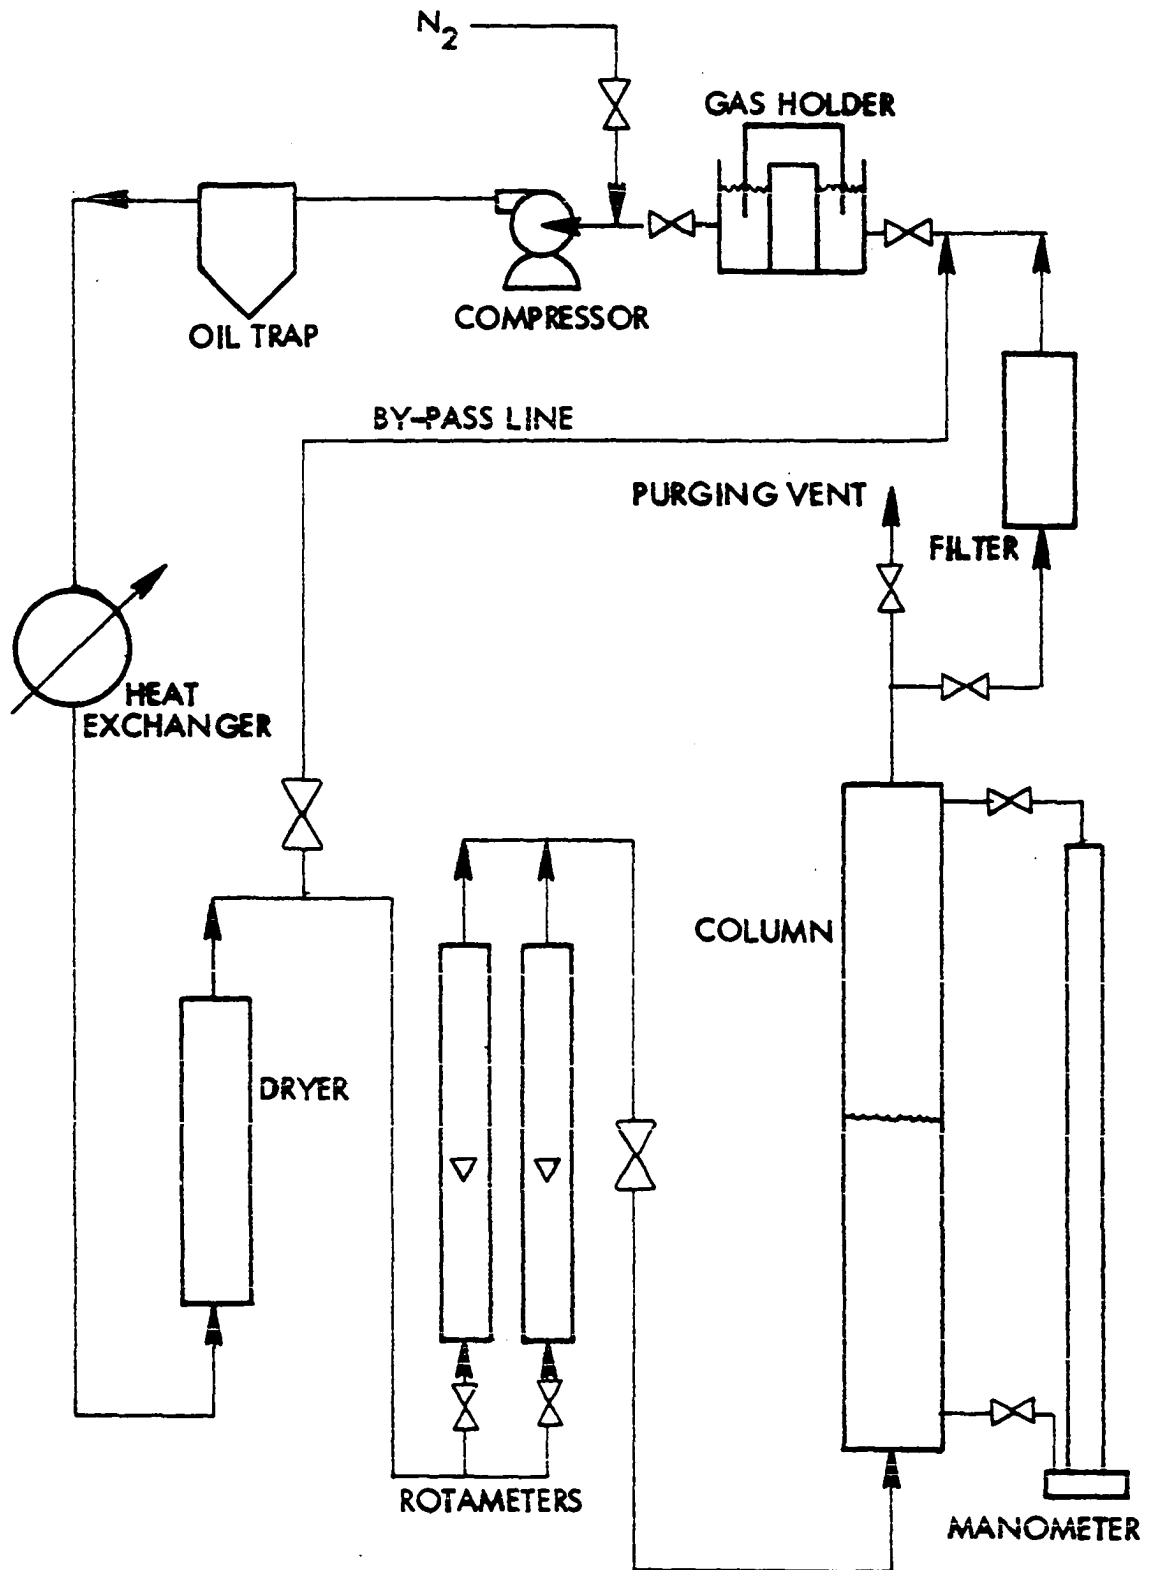 N2
GAS HOLDER
COMPRESSOR
OIL TRAP
BY-PASS LINE
PURGING VENT
FILTER
HEAT
EXCHANGER
COLUMN
DRYER
ROTAMETERS
MANOMETER